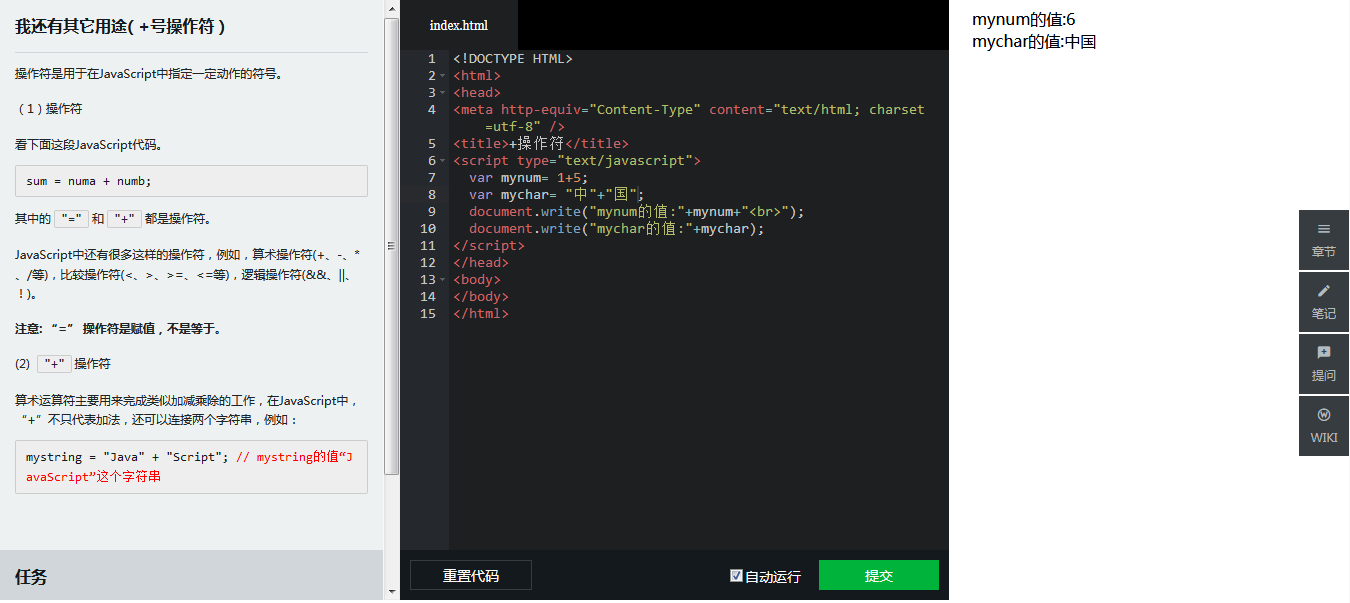 我还有其它用途( +号操作符 )
操作符是用于在JavaScript中指定一定动作的符号。
（1）操作符
看下面这段JavaScript代码。
sum = numa + numb;
其中的 "=" 和 "+" 都是操作符。
JavaScript中还有很多这样的操作符，例如，算术操作符(+、-、*
、/等)，比较操作符(<、>、>=、<=等)，逻辑操作符(&&、||、
！)。
注意: “=” 操作符是赋值，不是等于。
(2) "+" 操作符
算术运算符主要用来完成类似加减乘除的工作，在JavaScript中，
“+”不只代表加法，还可以连接两个字符串，例如：
mystring = "Java" + "Script"; // mystring的值“J
avaScript”这个字符串
任务
index.html
1 <!DOCTYPE HTML>
2 <html>
3 <head>
4 <meta http-equiv="Content-Type" content="text/html; charset
=utf-8" />
5 <title>+操作符</title>
6 <script type="text/javascript">
7 var mynum= 1+5;
8 var mychar= "中"+"国";
9 document.write("mynum的值:"+mynum+"<br>");
10 document.write("mychar的值:"+mychar);
11 </script>
12 </head>
13 <body>
14 </body>
15 </html>
重置代码
自动运行
提交
mynum的值:6
mychar的值:中国
章节
笔记
提问
WIKI